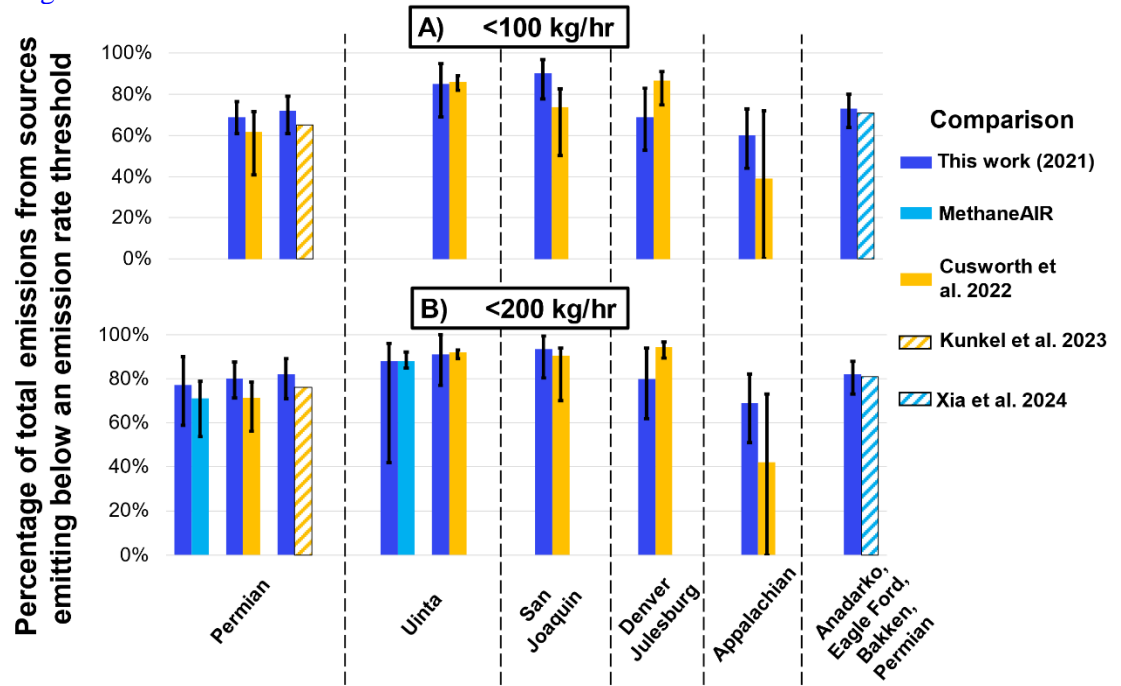 Percentage of total emissions from sources
emitting below an emission rate threshold
A) <100 kg/hr
100%
80%
60%
40%
20%
0%
B) <200 kg/hr
100%
80%
60%
40%
20%
0%
Permian
Uinta
San
Joaquin
Denver
Julesburg
Appalachian
Anadarko,
Eagle Ford,
Bakken,
Permian
Comparison
This work (2021)
MethaneAIR
Cusworth et
al. 2022
Kunkel et al. 2023
Xia et al. 2024